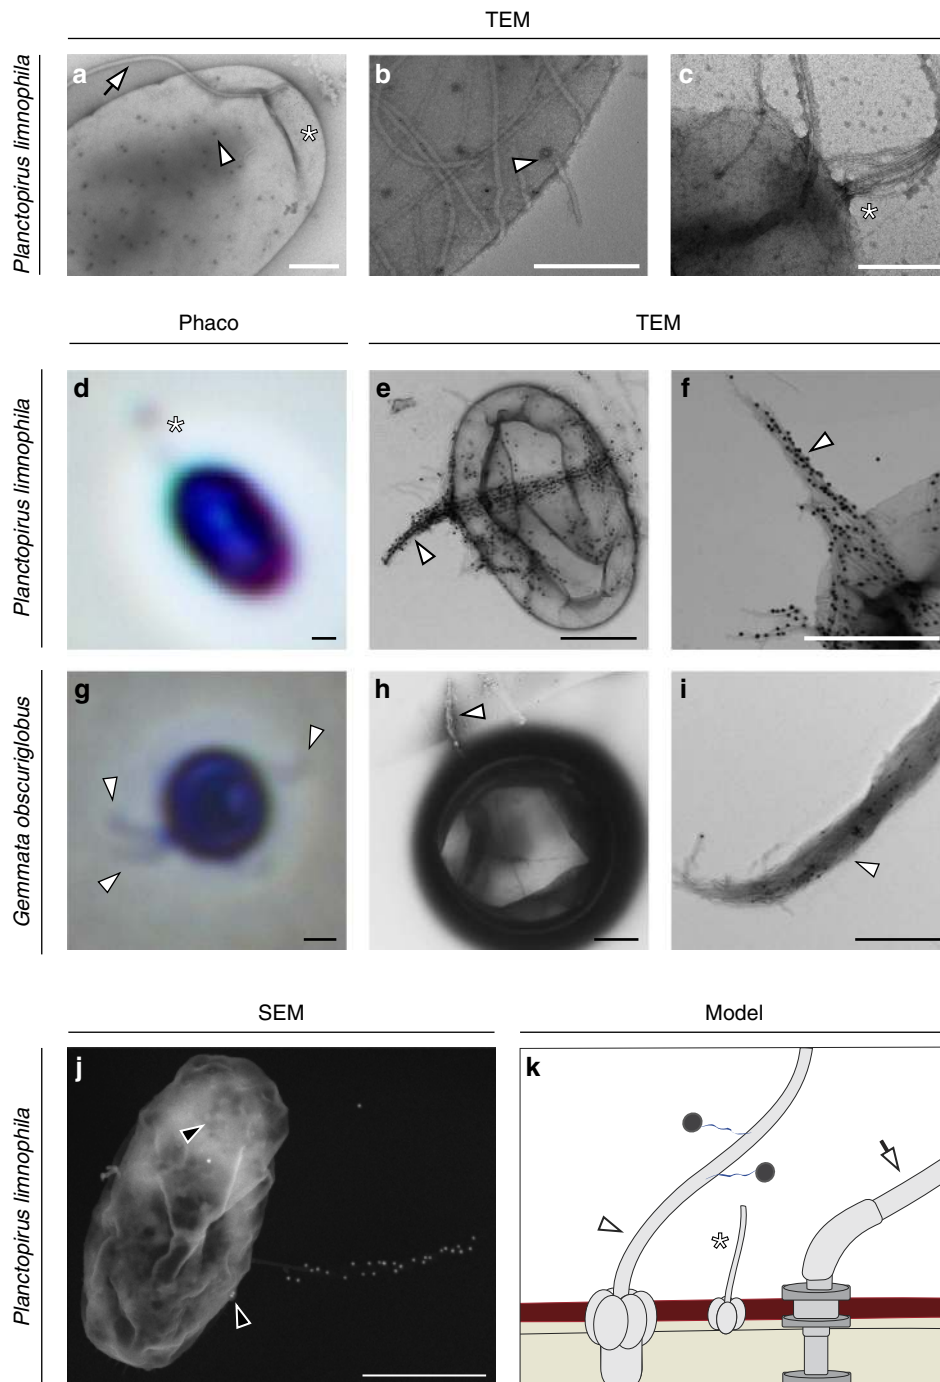 TEM
Planctopirus limnophila
a
b
c
*
*
Phaco
TEM
Planctopirus limnophila
d
e
f
*
Gemmata obscuriglobus
g
h
i
SEM
Model
Planctopirus limnophila
j
k
*